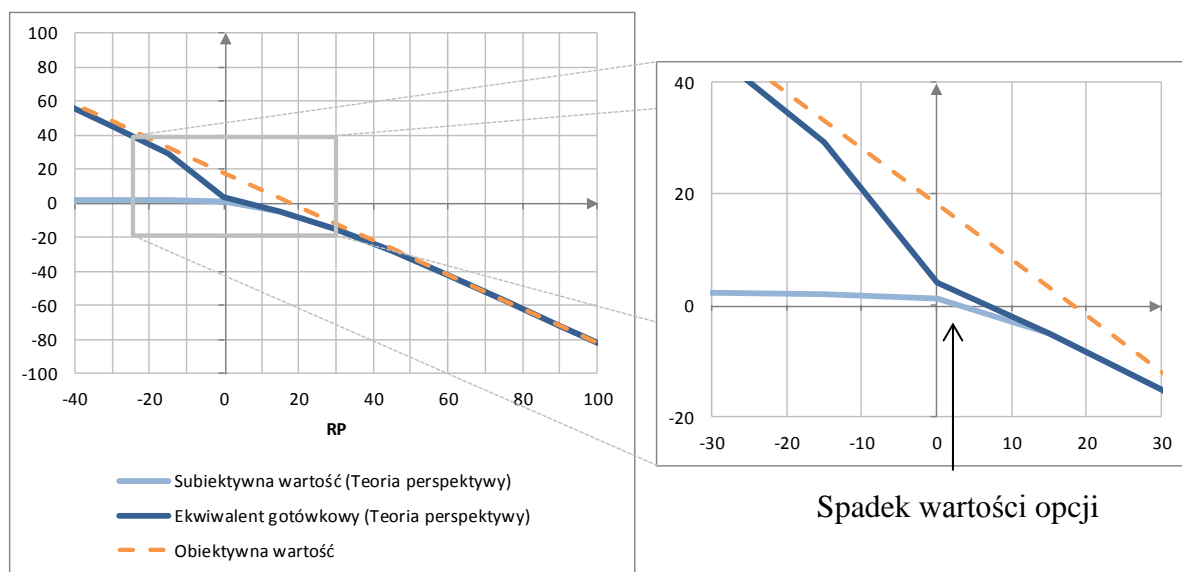 100
80
60
40
20
0
-20
-40
-60
-80
-100
-40 -20 0 20 40 60 80 100
RP
Subiektywna wartość (Teoria perspektywy)
Ekwiwalent gotówkowy (Teoria perspektywy)
Obiektywna wartość
40
20
0
-20
-30 -20 -10 0 10 20 30
Spadek wartości opcji